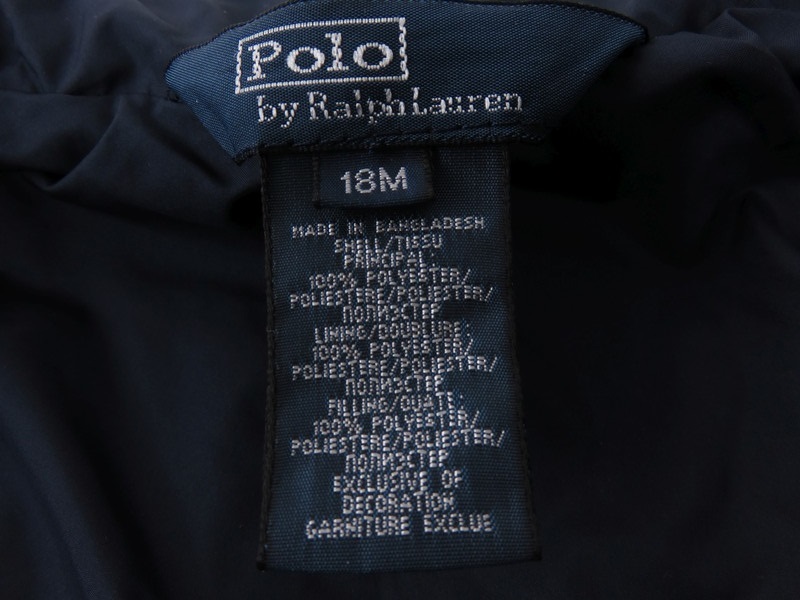 Polo
by Ralph Lauren
18M
MADE IN BANGLADESH
SHELL/TISSU
PRINCIPAL:
100% POLYESTER/
POLIESTERE/POLIESTER/
ПОЛИЭСТЕР
LINING/DOUBLURE:
100% POLYESTER/
POLIESTERE/POLIESTER/
ПОЛИЭСТЕР
FILLING/OUATE:
100% POLYESTER/
POLIESTERE/POLIESTER/
ПОЛИЭСТЕР
EXCLUSIVE OF
DECORATION
GARNITURE EXCLUE